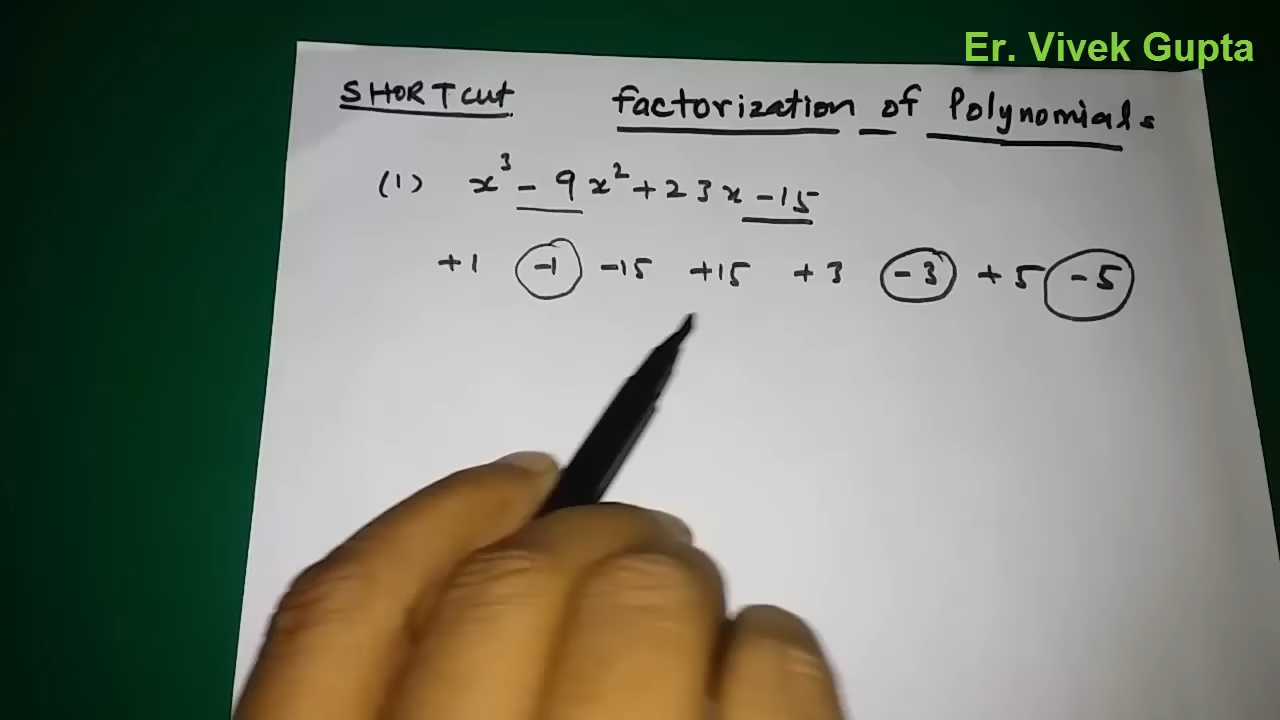 Er. Vivek Gupta
SHORTcut factorization of Polynomials
(1) x³ - 9x² + 23x - 15
+1 -1 -15 +15 +3 -3 +5 -5